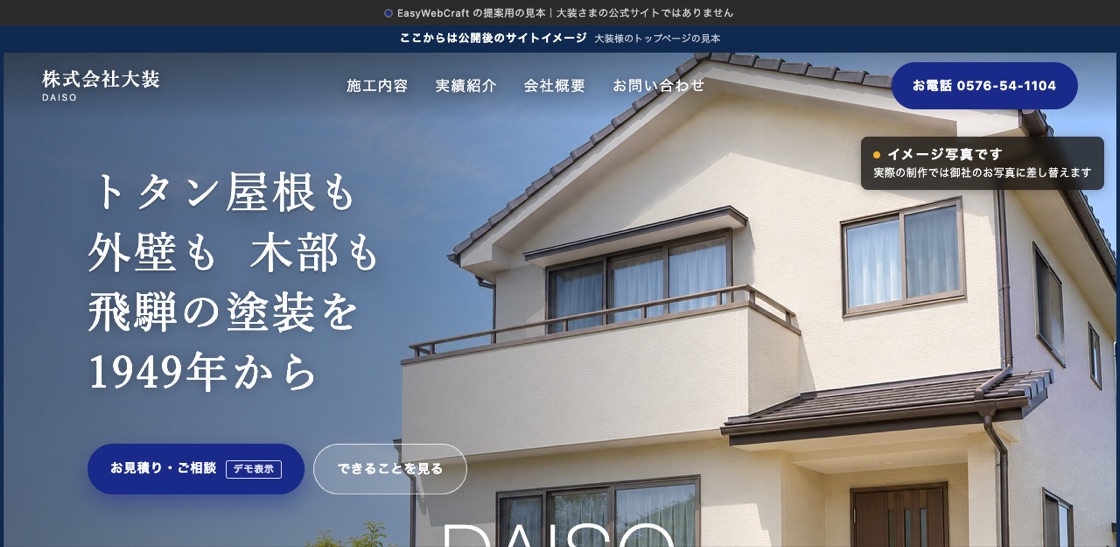 EasyWebCraft の提案用の見本｜大装さまの公式サイトではありません
ここからは公開後のサイトイメージ 大装様のトップページの見本
株式会社大装
DAISO
施工内容 実績紹介 会社概要 お問い合わせ
お電話 0576-54-1104
イメージ写真です
実際の制作では御社のお写真に差し替えます
トタン屋根も
外壁も 木部も
飛騨の塗装を
1949年から
お見積り・ご相談 デモ表示
できることを見る
DAISO